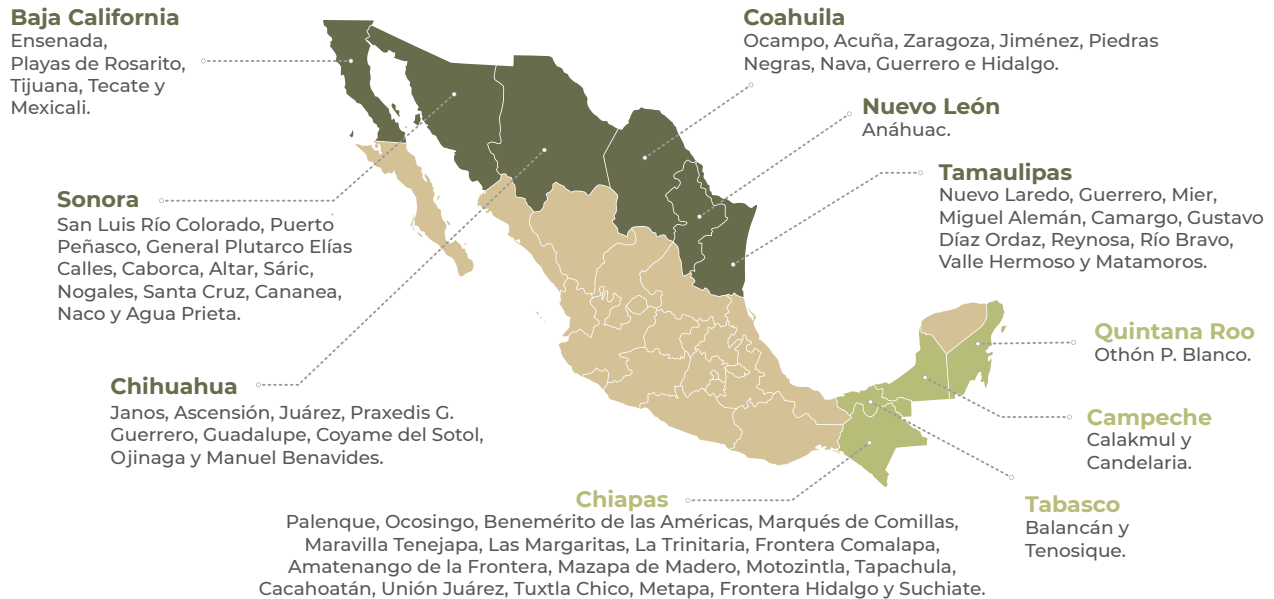 Baja California
Ensenada,
Playas de Rosarito,
Tijuana, Tecate y
Mexicali.
Coahuila
Ocampo, Acuña, Zaragoza, Jiménez, Piedras
Negras, Nava, Guerrero e Hidalgo.
Nuevo León
Anáhuac.
Tamaulipas
Nuevo Laredo, Guerrero, Mier,
Miguel Alemán, Camargo, Gustavo
Díaz Ordaz, Reynosa, Río Bravo,
Valle Hermoso y Matamoros.
Sonora
San Luis Río Colorado, Puerto
Peñasco, General Plutarco Elías
Calles, Caborca, Altar, Sáric,
Nogales, Santa Cruz, Cananea,
Naco y Agua Prieta.
Quintana Roo
Othón P. Blanco.
Chihuahua
Janos, Ascensión, Juárez, Praxedis G.
Guerrero, Guadalupe, Coyame del Sotol,
Ojinaga y Manuel Benavides.
Campeche
Calakmul y
Candelaria.
Chiapas
Palenque, Ocosingo, Benemérito de las Américas, Marqués de Comillas,
Maravilla Tenejapa, Las Margaritas, La Trinitaria, Frontera Comalapa,
Amatenango de la Frontera, Mazapa de Madero, Motozintla, Tapachula,
Cacahoatán, Unión Juárez, Tuxtla Chico, Metapa, Frontera Hidalgo y Suchiate.
Tabasco
Balancán y
Tenosique.